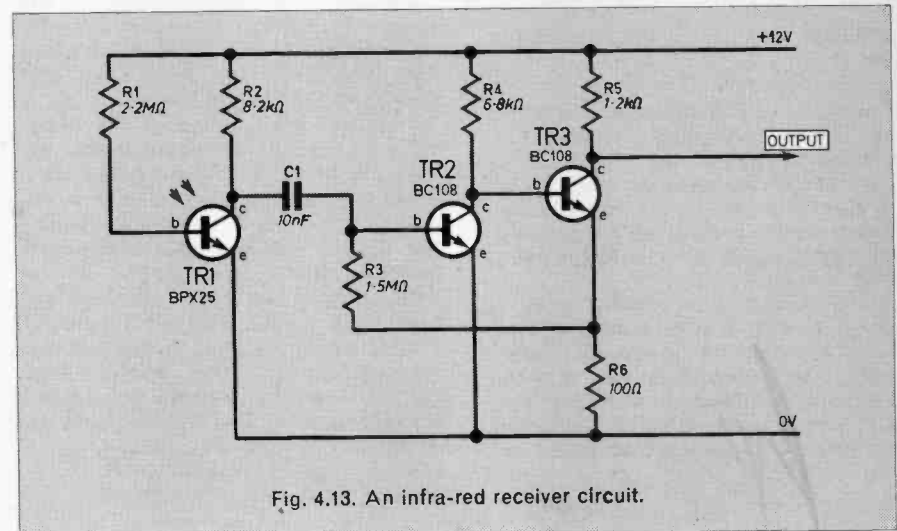 +12V
R1
2·2MΩ
R2
8·2kΩ
R4
6·8kΩ
R5
1·2kΩ
TR3
BC108
OUTPUT
C1
10nF
TR2
BC108
c
b
e
c
b
e
c
b
e
TR1
BPX25
R3
1·5MΩ
R6
100Ω
0V
Fig. 4.13. An infra-red receiver circuit.